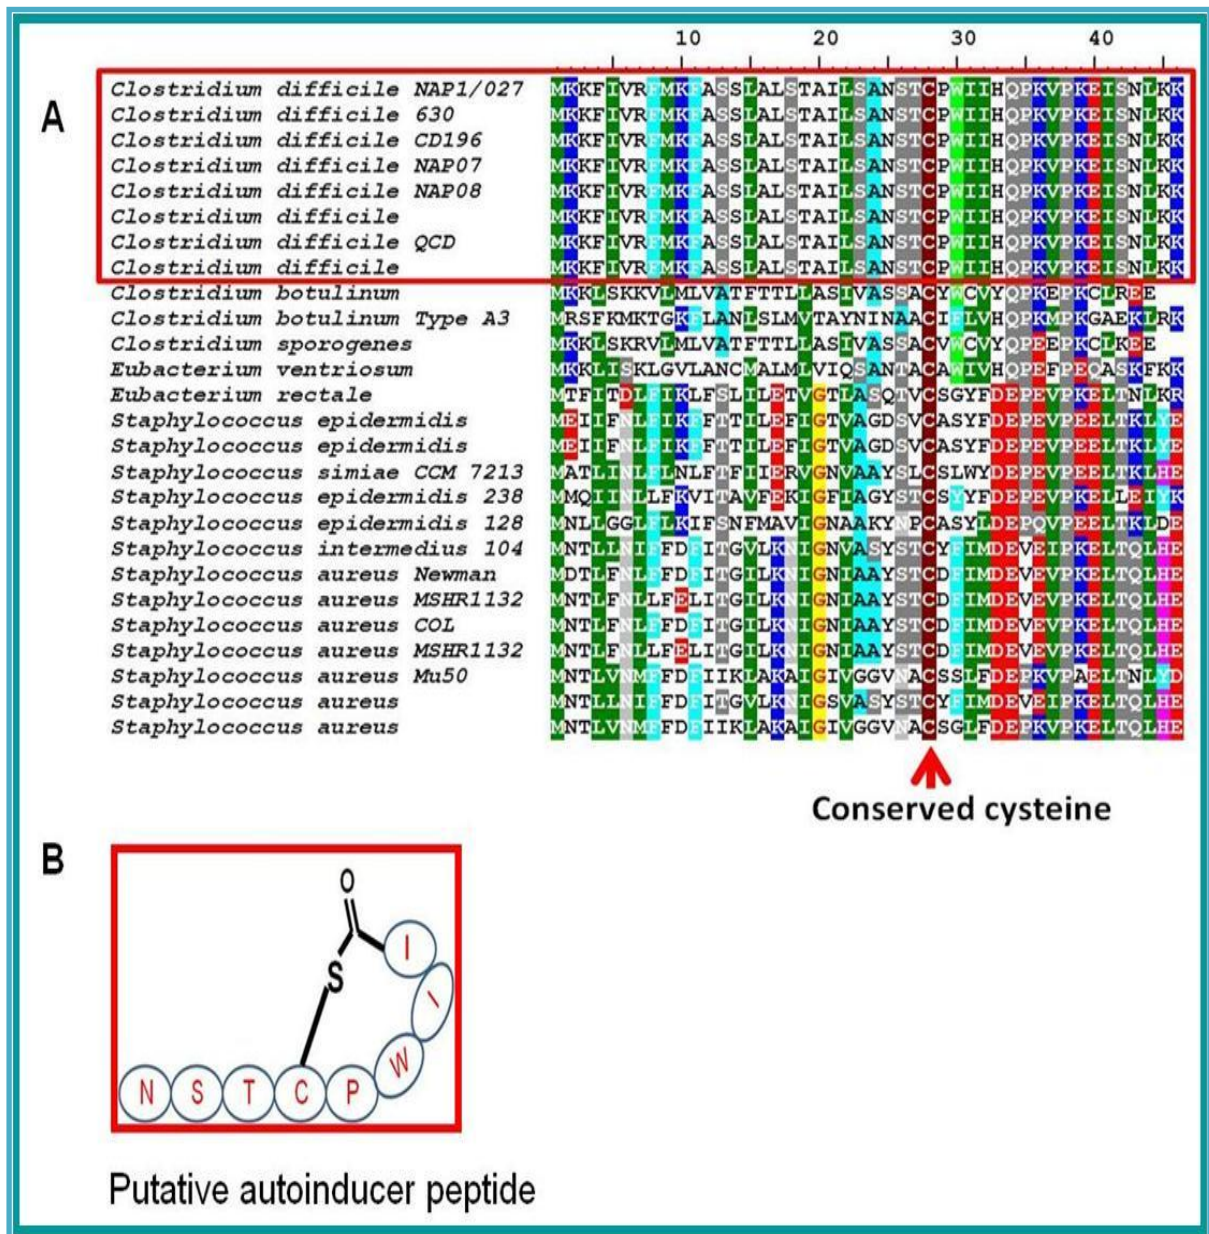 10 20 30 40
A
Clostridium difficile NAP1/027 MKKFIVRFMKFASSLALSTAILSANSTCPWIIHQPKVPKEISNLKK
Clostridium difficile 630 MKKFIVRFMKFASSLALSTAILSANSTCPWIIHQPKVPKEISNLKK
Clostridium difficile CD196 MKKFIVRFMKFASSLALSTAILSANSTCPWIIHQPKVPKEISNLKK
Clostridium difficile NAP07 MKKFIVRFMKFASSLALSTAILSANSTCPWIIHQPKVPKEISNLKK
Clostridium difficile NAP08 MKKFIVRFMKFASSLALSTAILSANSTCPWIIHQPKVPKEISNLKK
Clostridium difficile MKKFIVRFMKFASSLALSTAILSANSTCPWIIHQPKVPKEISNLKK
Clostridium difficile QCD MKKFIVRFMKFASSLALSTAILSANSTCPWIIHQPKVPKEISNLKK
Clostridium difficile MKKFIVRFMKFASSLALSTAILSANSTCPWIIHQPKVPKEISNLKK
Clostridium botulinum MKKLSKKVLMLVATFTTLLASIVASSACYWCVYQPKEPKCLREE
Clostridium botulinum Type A3 MRSFKMKTGKFLANLSLMVTAYNINAACIFLVHQPKMPKGAEKLRK
Clostridium sporogenes MKKLSKRVLMLVATFTTLLASIVASSACVWCVYQPEEPKCLKEE
Eubacterium ventriosum MKKLISKLGVLANCMALMLVIQSANTACAWIVHQPEFPEQASKFKK
Eubacterium rectale MTFITDLFIKLFSLILETVGTLASQTVCSGYFDEPEVPKELTNLKR
Staphylococcus epidermidis MEIIFNLFIKFFTTILEFIGTVAGDSVCASYFDEPEVPEELTKLYE
Staphylococcus epidermidis MEIIFNLFIKFFTTILEFIGTVAGDSVCASYFDEPEVPEELTKLYE
Staphylococcus simiae CCM 7213 MATLINLFLNLFTFIIERVGNVAAYSLCSLWYDEPEVPEELTKLHE
Staphylococcus epidermidis 238 MMQIINLLFKVITAVFEKIGFIAGYSTCSYYFDEPEVPKELLEIYK
Staphylococcus epidermidis 128 MNLLGGLFLKIFSNFMAVIGNAAKYNPCASYLDEPQVPEELTKLDE
Staphylococcus intermedius 104 MNTLLNIFFDFITGVLKNIGNVASYSTCYFIMDEVEIPKELTQLHE
Staphylococcus aureus Newman MDTLFNLFFDFITGILKNIGNIAAYSTCDFIMDEVEVPKELTQLHE
Staphylococcus aureus MSHR1132 MNTLFNLLFELITGILKNIGNIAAYSTCDFIMDEVEVPKELTQLHE
Staphylococcus aureus COL MNTLFNLFFDFITGILKNIGNIAAYSTCDFIMDEVEVPKELTQLHE
Staphylococcus aureus MSHR1132 MNTLFNLLFELITGILKNIGNIAAYSTCDFIMDEVEVPKELTQLHE
Staphylococcus aureus Mu50 MNTLVNMFFDFIIKLAKAIGIVGGVNACSSLFDEPKVPAELTNLYD
Staphylococcus aureus MNTLLNIFFDFITGVLKNIGSVASYSTCYFIMDEVEIPKELTQLHE
Staphylococcus aureus MNTLVNMFFDFIIKLAKAIGIVGGVNACSGLFDEPKVPKELTQLHE
Conserved cysteine
B
O
S
N S T C P W I I
Putative autoinducer peptide